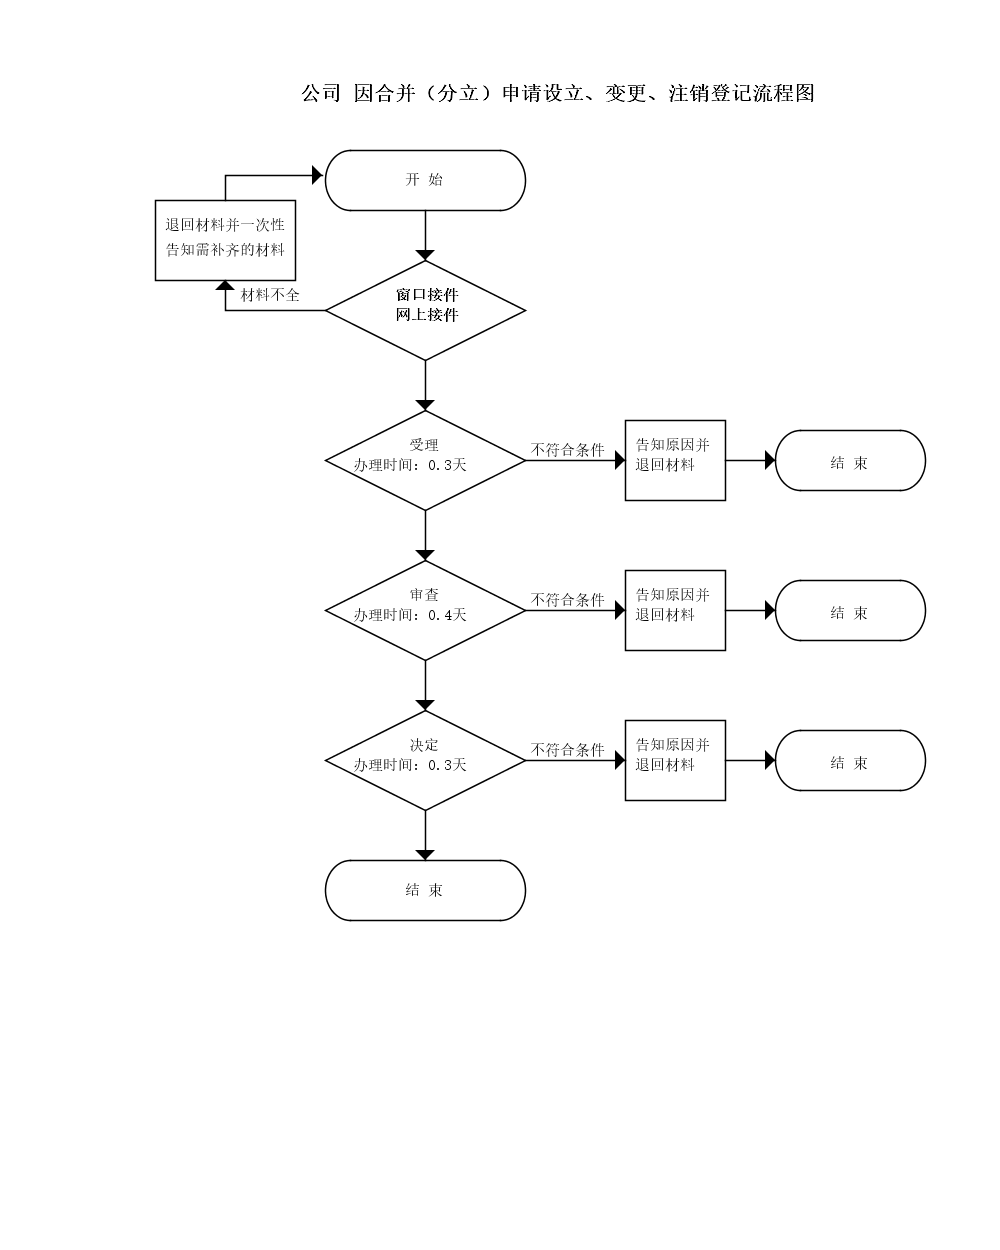 公司 因合并（分立）申请设立、变更、注销登记流程图
开 始
退回材料并一次性
告知需补齐的材料
材料不全
窗口接件
网上接件
受理
办理时间：0.3天
不符合条件
告知原因并
退回材料
结 束
审查
办理时间：0.4天
不符合条件
告知原因并
退回材料
结 束
决定
办理时间：0.3天
不符合条件
告知原因并
退回材料
结 束
结 束